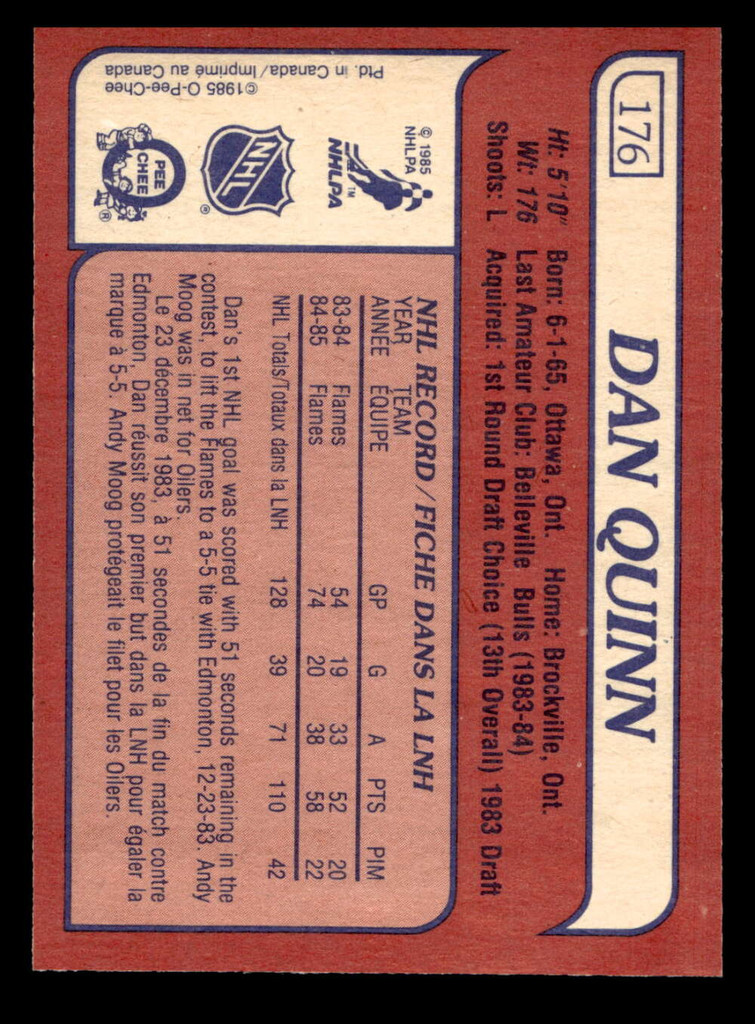 176
DAN QUINN
Ht: 5'10" Born: 6-1-65, Ottawa, Ont. Home: Brockville, Ont.
Wt: 176 Last Amateur Club: Belleville Bulls (1983-84)
Shoots: L Acquired: 1st Round Draft Choice (13th Overall) 1983 Draft
© 1985
NHLPA
NHLPA
™
NHL
®
O
PEE
CHEE
®
©1985 O-Pee-Chee
Ptd. in Canada/Imprimé au Canada
NHL RECORD/FICHE DANS LA LNH
YEAR TEAM
ANNÉE ÉQUIPE GP G A PTS PIM
83-84 Flames 54 19 33 52 20
84-85 Flames 74 20 38 58 22
NHL Totals/Totaux dans la LNH 128 39 71 110 42
Dan's 1st NHL goal was scored with 51 seconds remaining in the
contest, to lift the Flames to a 5-5 tie with Edmonton, 12-23-83. Andy
Moog was in net for Oilers.
Le 23 décembre 1983, à 51 secondes de la fin du match contre
Edmonton, Dan réussit son premier but dans la LNH pour égaler la
marque à 5-5. Andy Moog protégeait le filet pour les Oilers.